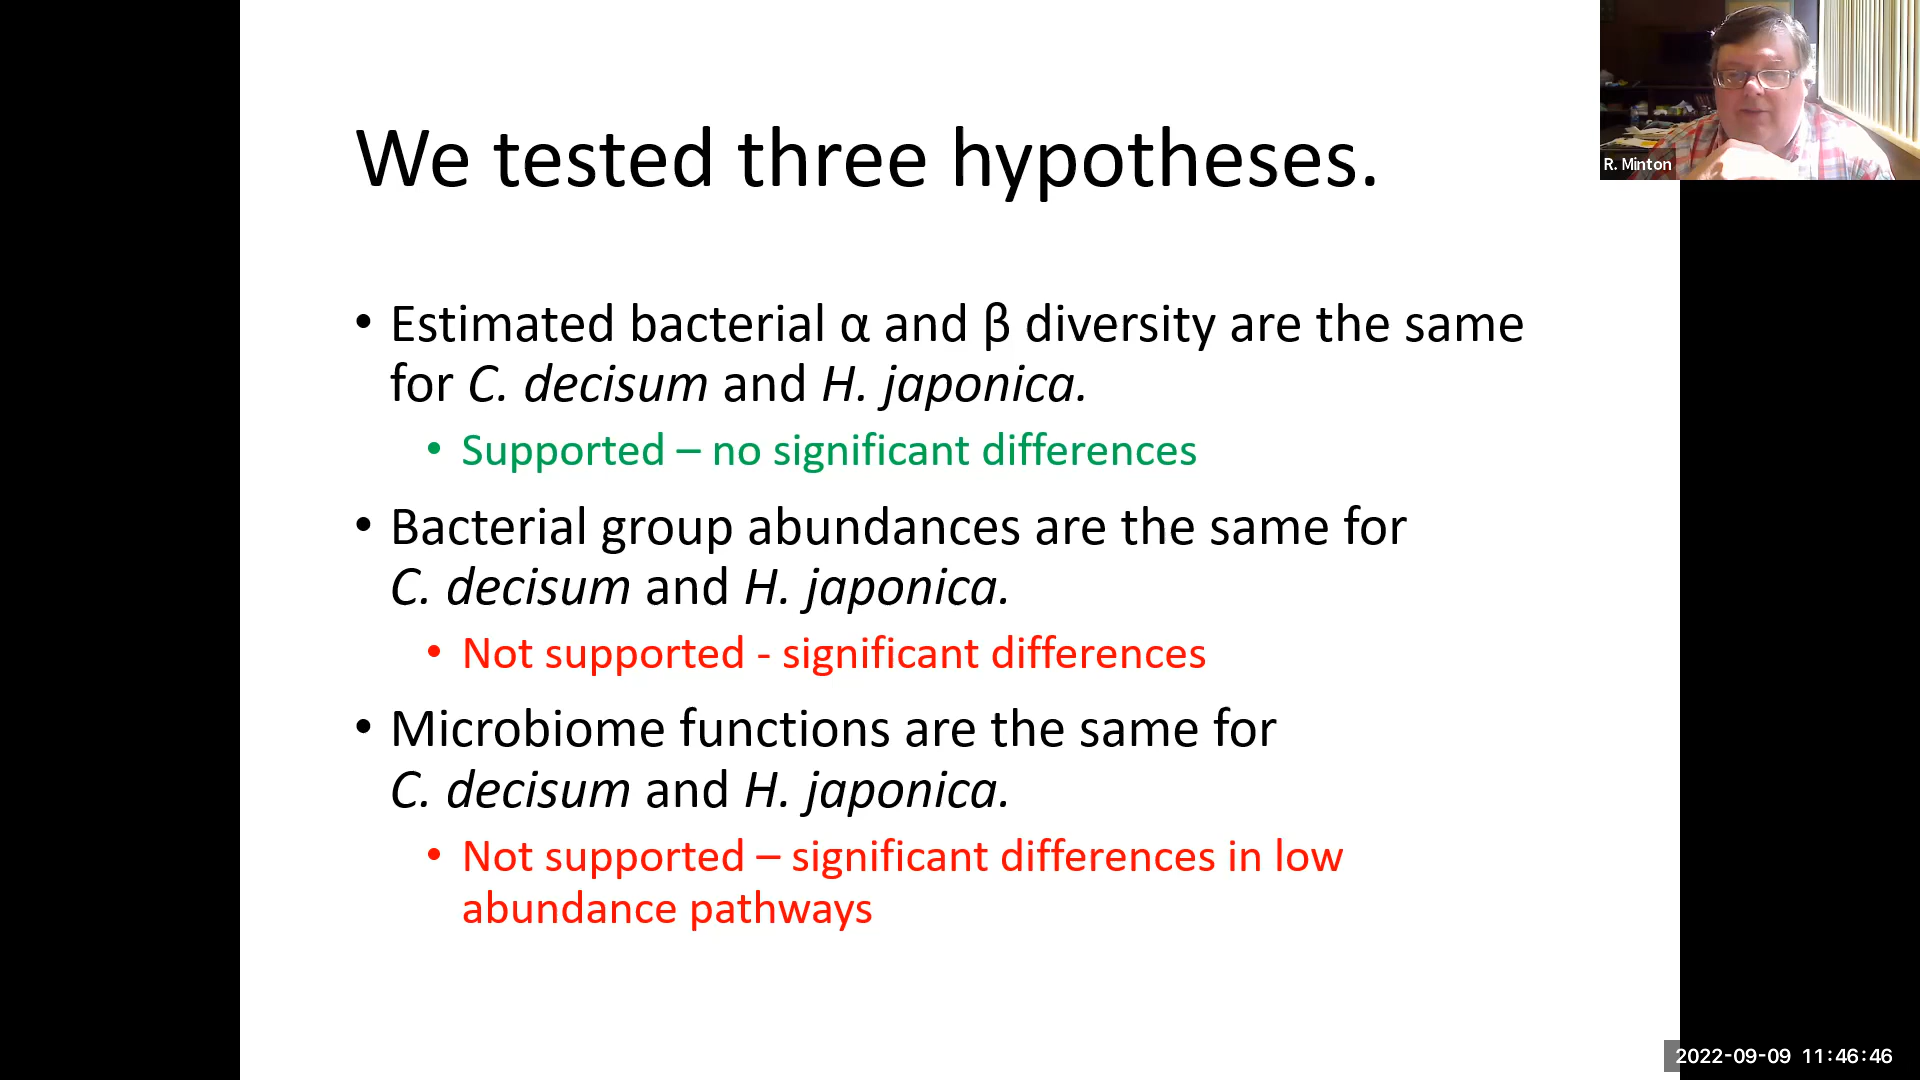 R. Minton
We tested three hypotheses.
• Estimated bacterial α and β diversity are the same
for C. decisum and H. japonica.
• Supported – no significant differences
• Bacterial group abundances are the same for
C. decisum and H. japonica.
• Not supported - significant differences
• Microbiome functions are the same for
C. decisum and H. japonica.
• Not supported – significant differences in low
abundance pathways
2022-09-09 11:46:46